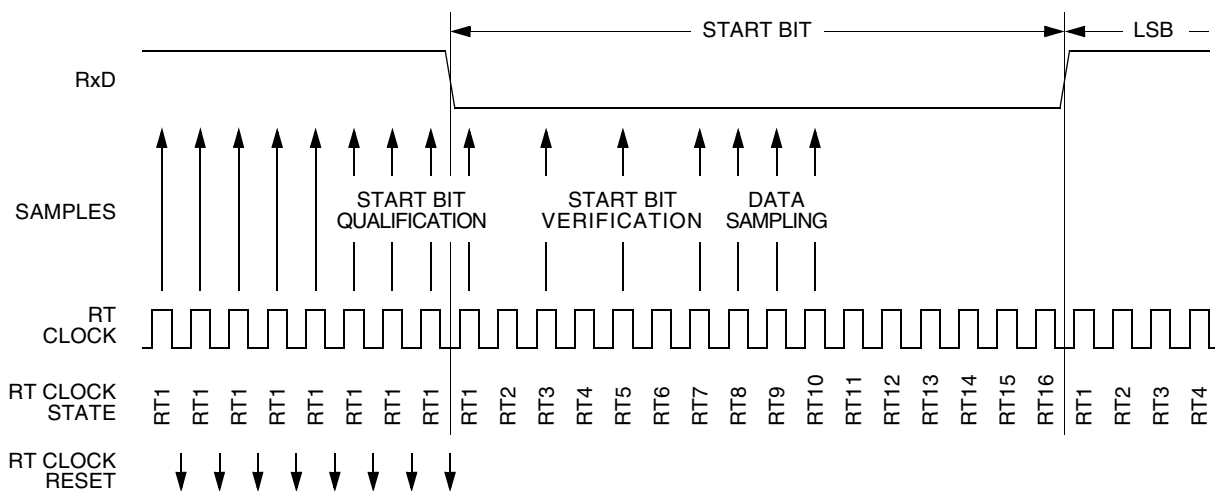 START BIT
LSB
RxD
SAMPLES
START BIT
QUALIFICATION
START BIT
VERIFICATION
DATA
SAMPLING
RT
CLOCK
RT CLOCK
STATE
RT1 RT1 RT1 RT1 RT1 RT1 RT1 RT1 RT1 RT2 RT3 RT4 RT5 RT6 RT7 RT8 RT9 RT10 RT11 RT12 RT13 RT14 RT15 RT16 RT1 RT2 RT3 RT4
RT CLOCK
RESET